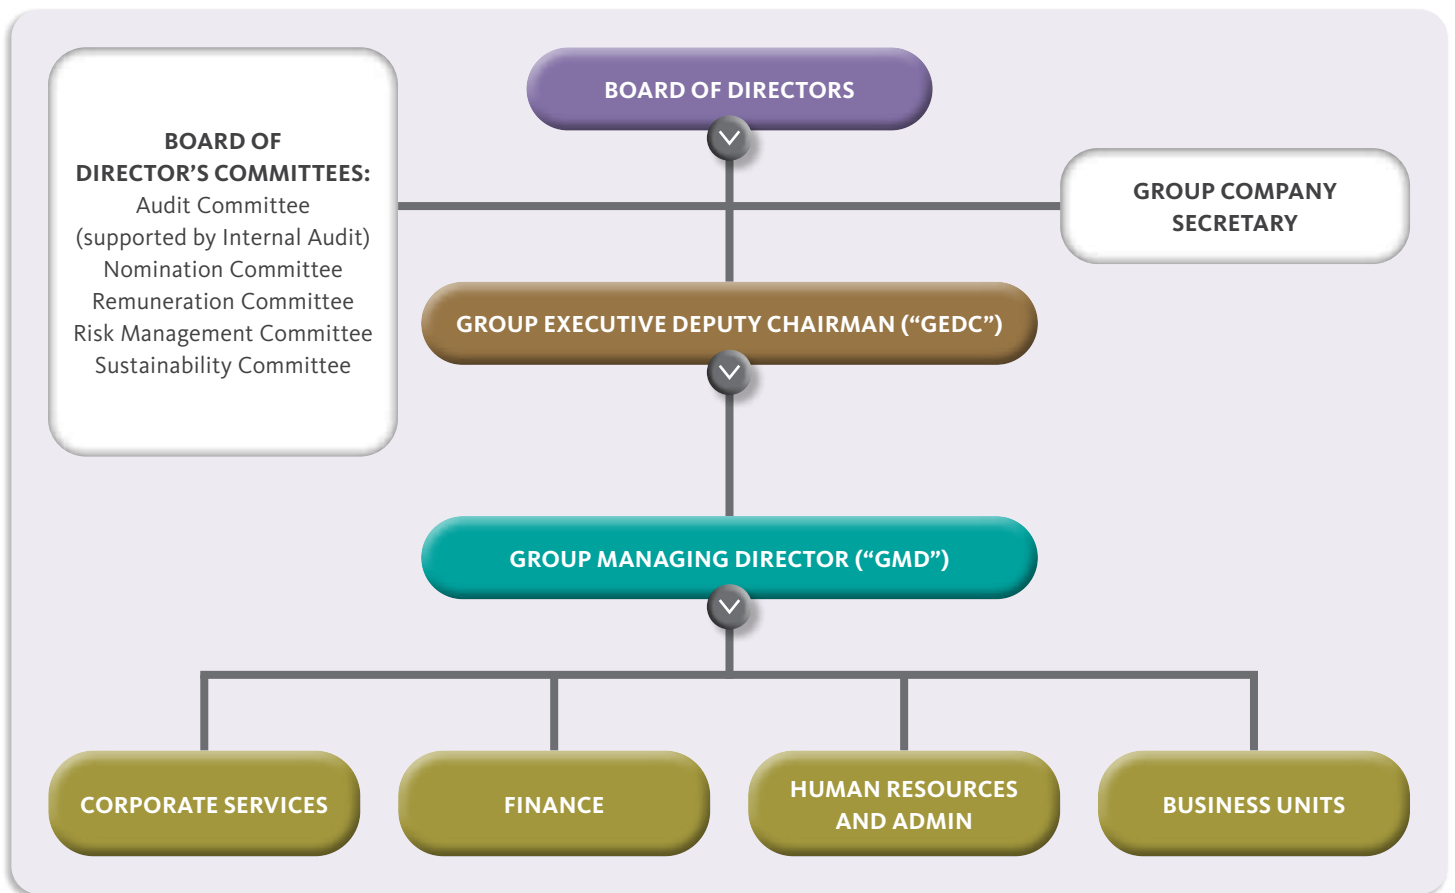 BOARD OF DIRECTORS
BOARD OF
DIRECTOR’S COMMITTEES:
Audit Committee
(supported by Internal Audit)
Nomination Committee
Remuneration Committee
Risk Management Committee
Sustainability Committee
GROUP COMPANY
SECRETARY
GROUP EXECUTIVE DEPUTY CHAIRMAN (“GEDC”)
GROUP MANAGING DIRECTOR (“GMD”)
CORPORATE SERVICES
FINANCE
HUMAN RESOURCES
AND ADMIN
BUSINESS UNITS